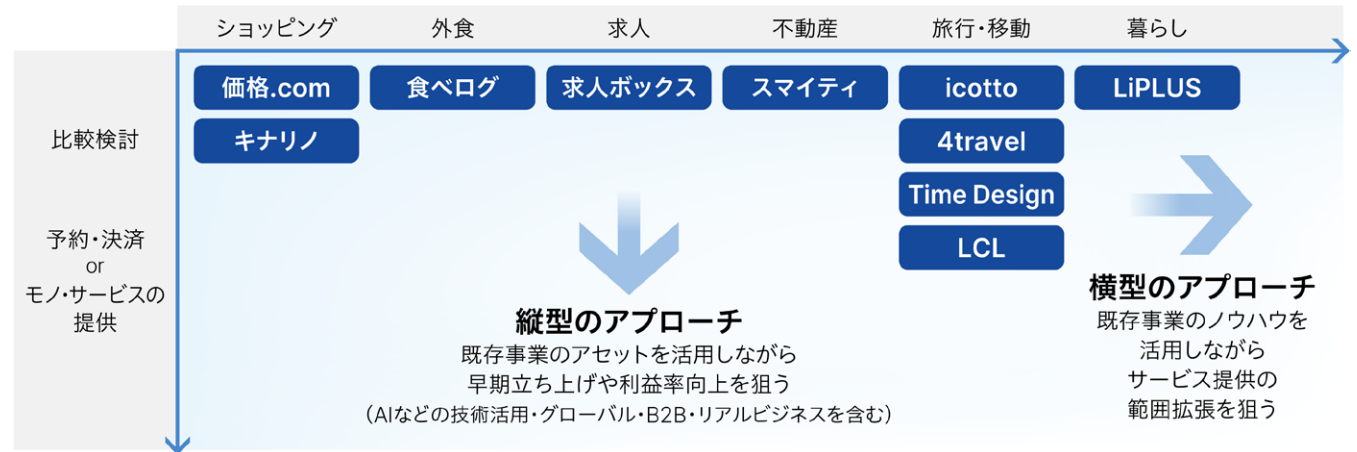 ショッピング
外食
求人
不動産
旅行・移動
暮らし
比較検討
予約・決済
or
モノ・サービスの
提供
価格.com
食べログ
求人ボックス
スマイティ
icotto
LiPLUS
キナリノ
4travel
Time Design
LCL
縦型のアプローチ
既存事業のアセットを活用しながら
早期立ち上げや利益率向上を狙う
（AIなどの技術活用・グローバル・B2B・リアルビジネスを含む）
横型のアプローチ
既存事業のノウハウを
活用しながら
サービス提供の
範囲拡張を狙う